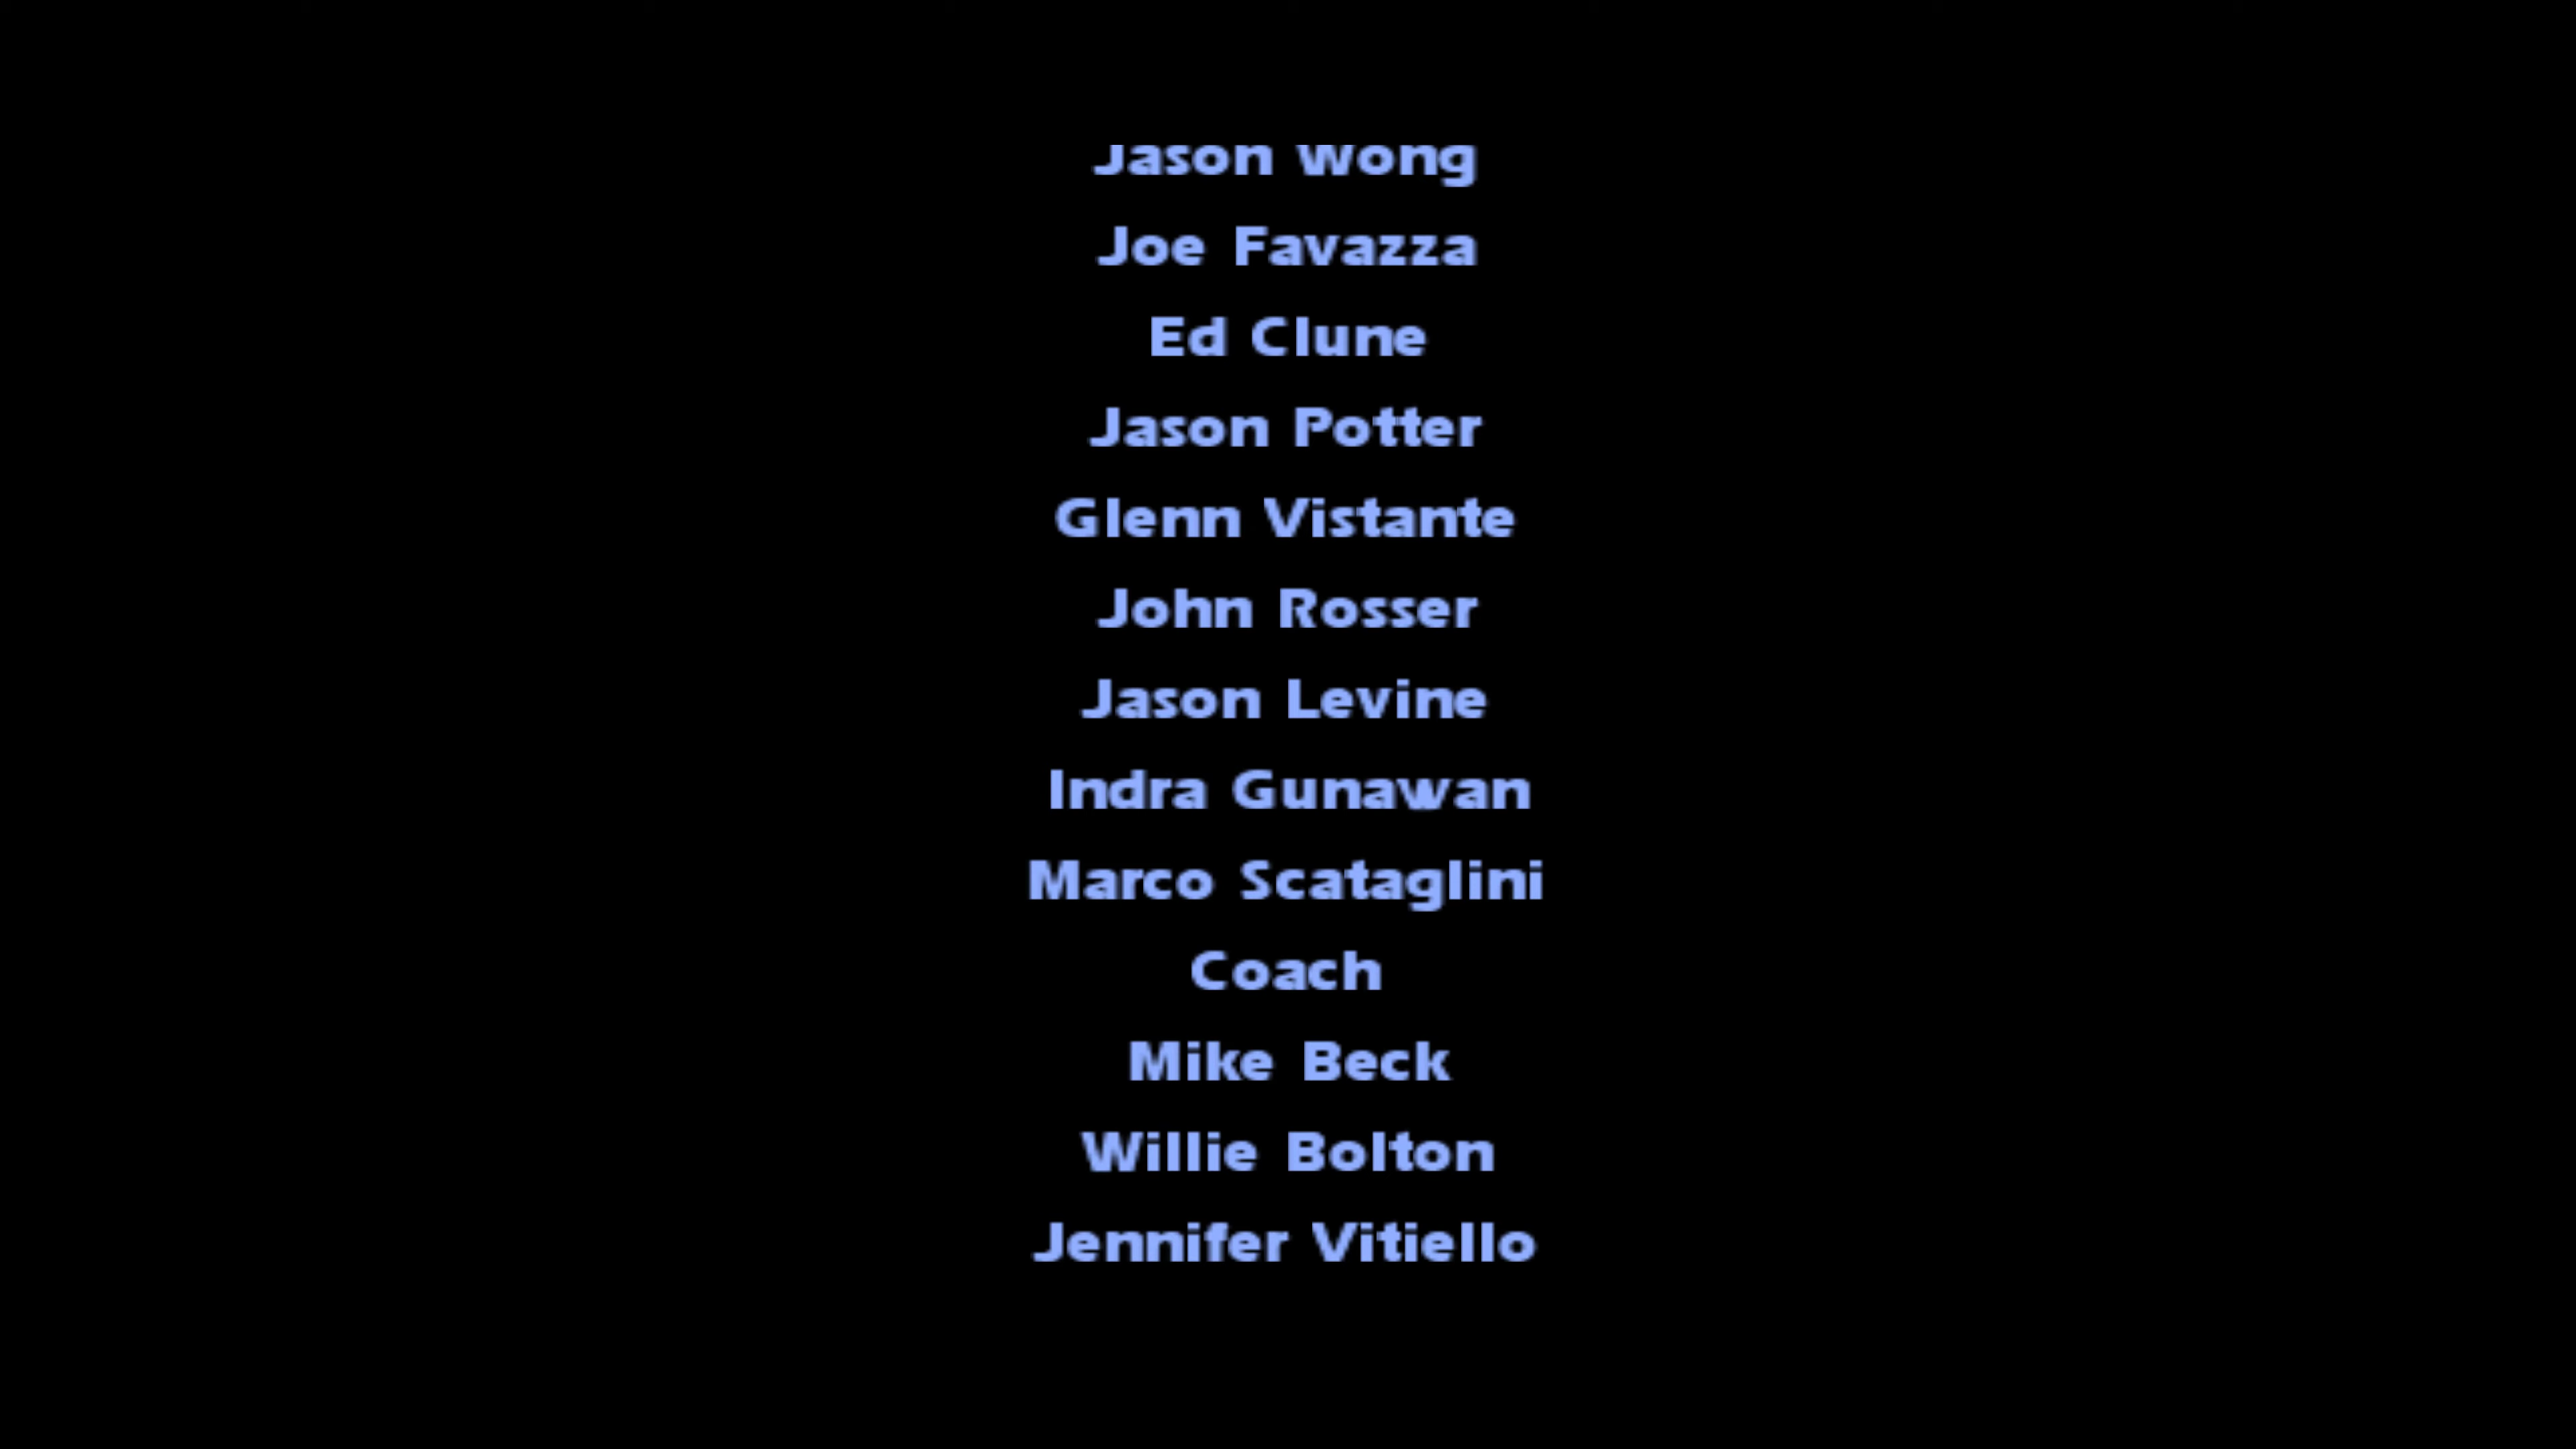 Jason Wong
Joe Favazza
Ed Clune
Jason Potter
Glenn Vistante
John Rosser
Jason Levine
Indra Gunawan
Marco Scataglini
Coach
Mike Beck
Willie Bolton
Jennifer Vitiello